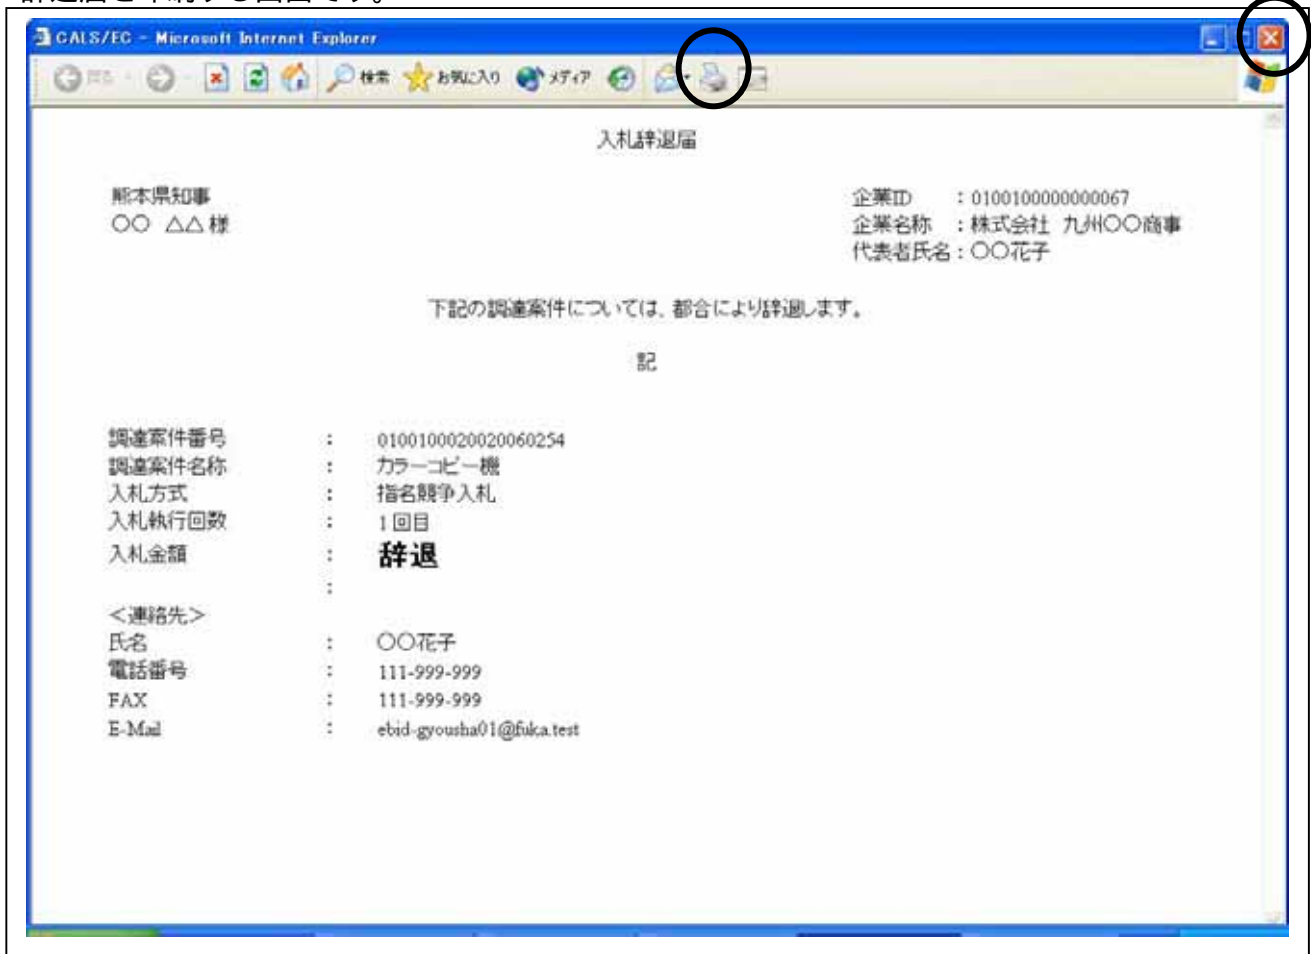 CALS/EC - Microsoft Internet Explorer
検索 お気に入り メディア
入札辞退届
熊本県知事
〇〇 △△様
企業ID :0100100000000067
企業名称 :株式会社 九州〇〇商事
代表者氏名:〇〇花子
下記の調達案件については、都合により辞退します。
記
調達案件番号 : 0100100020020060254
調達案件名称 : カラーコピー機
入札方式 : 指名競争入札
入札執行回数 : 1回目
入札金額 : 辞退
:
<連絡先>
氏名 : 〇〇花子
電話番号 : 111-999-999
FAX : 111-999-999
E-Mail : ebid-gyousha01@fuka.test